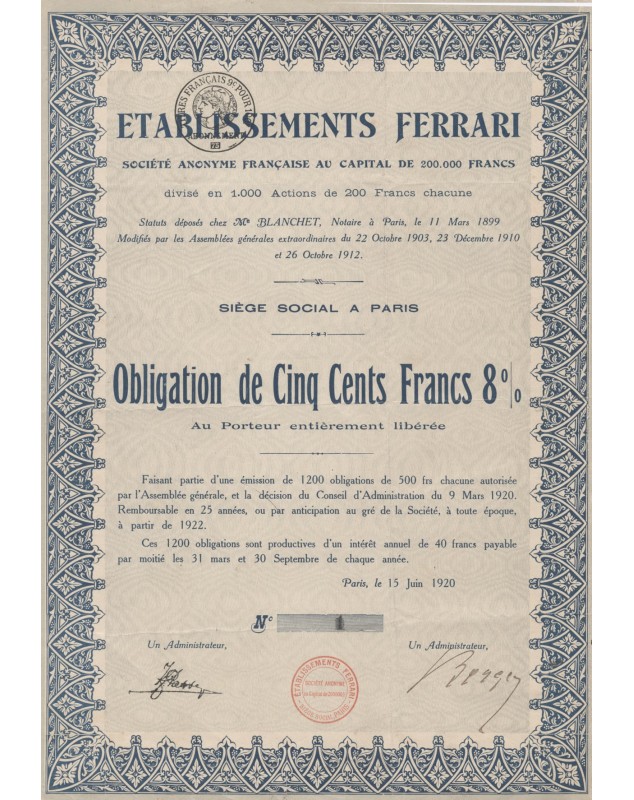 ETABLISSEMENTS FERRARI
SOCIÉTÉ ANONYME FRANÇAISE AU CAPITAL DE 200.000 FRANCS
divisé en 1.000 Actions de 200 Francs chacune
Statuts déposés chez Me BLANCHET, Notaire à Paris, le 11 Mars 1899
Modifiés par les Assemblées générales extraordinaires du 22 Octobre 1903, 23 Décembre 1910
et 26 Octobre 1912.
SIÈGE SOCIAL A PARIS
Obligation de Cinq Cents Francs 8%
Au Porteur entièrement libérée
Faisant partie d'une émission de 1200 obligations de 500 frs chacune autorisée
par l'Assemblée générale, et la décision du Conseil d'Administration du 9 Mars 1920.
Remboursable en 25 années, ou par anticipation au gré de la Société, à toute époque,
à partir de 1922.
Ces 1200 obligations sont productives d'un intérêt annuel de 40 francs payable
par moitié les 31 mars et 30 Septembre de chaque année.
Paris, le 15 Juin 1920
No 1
Un Administrateur,
Un Administrateur,
ETABLISSEMENTS FERRARI
SOCIÉTÉ ANONYME